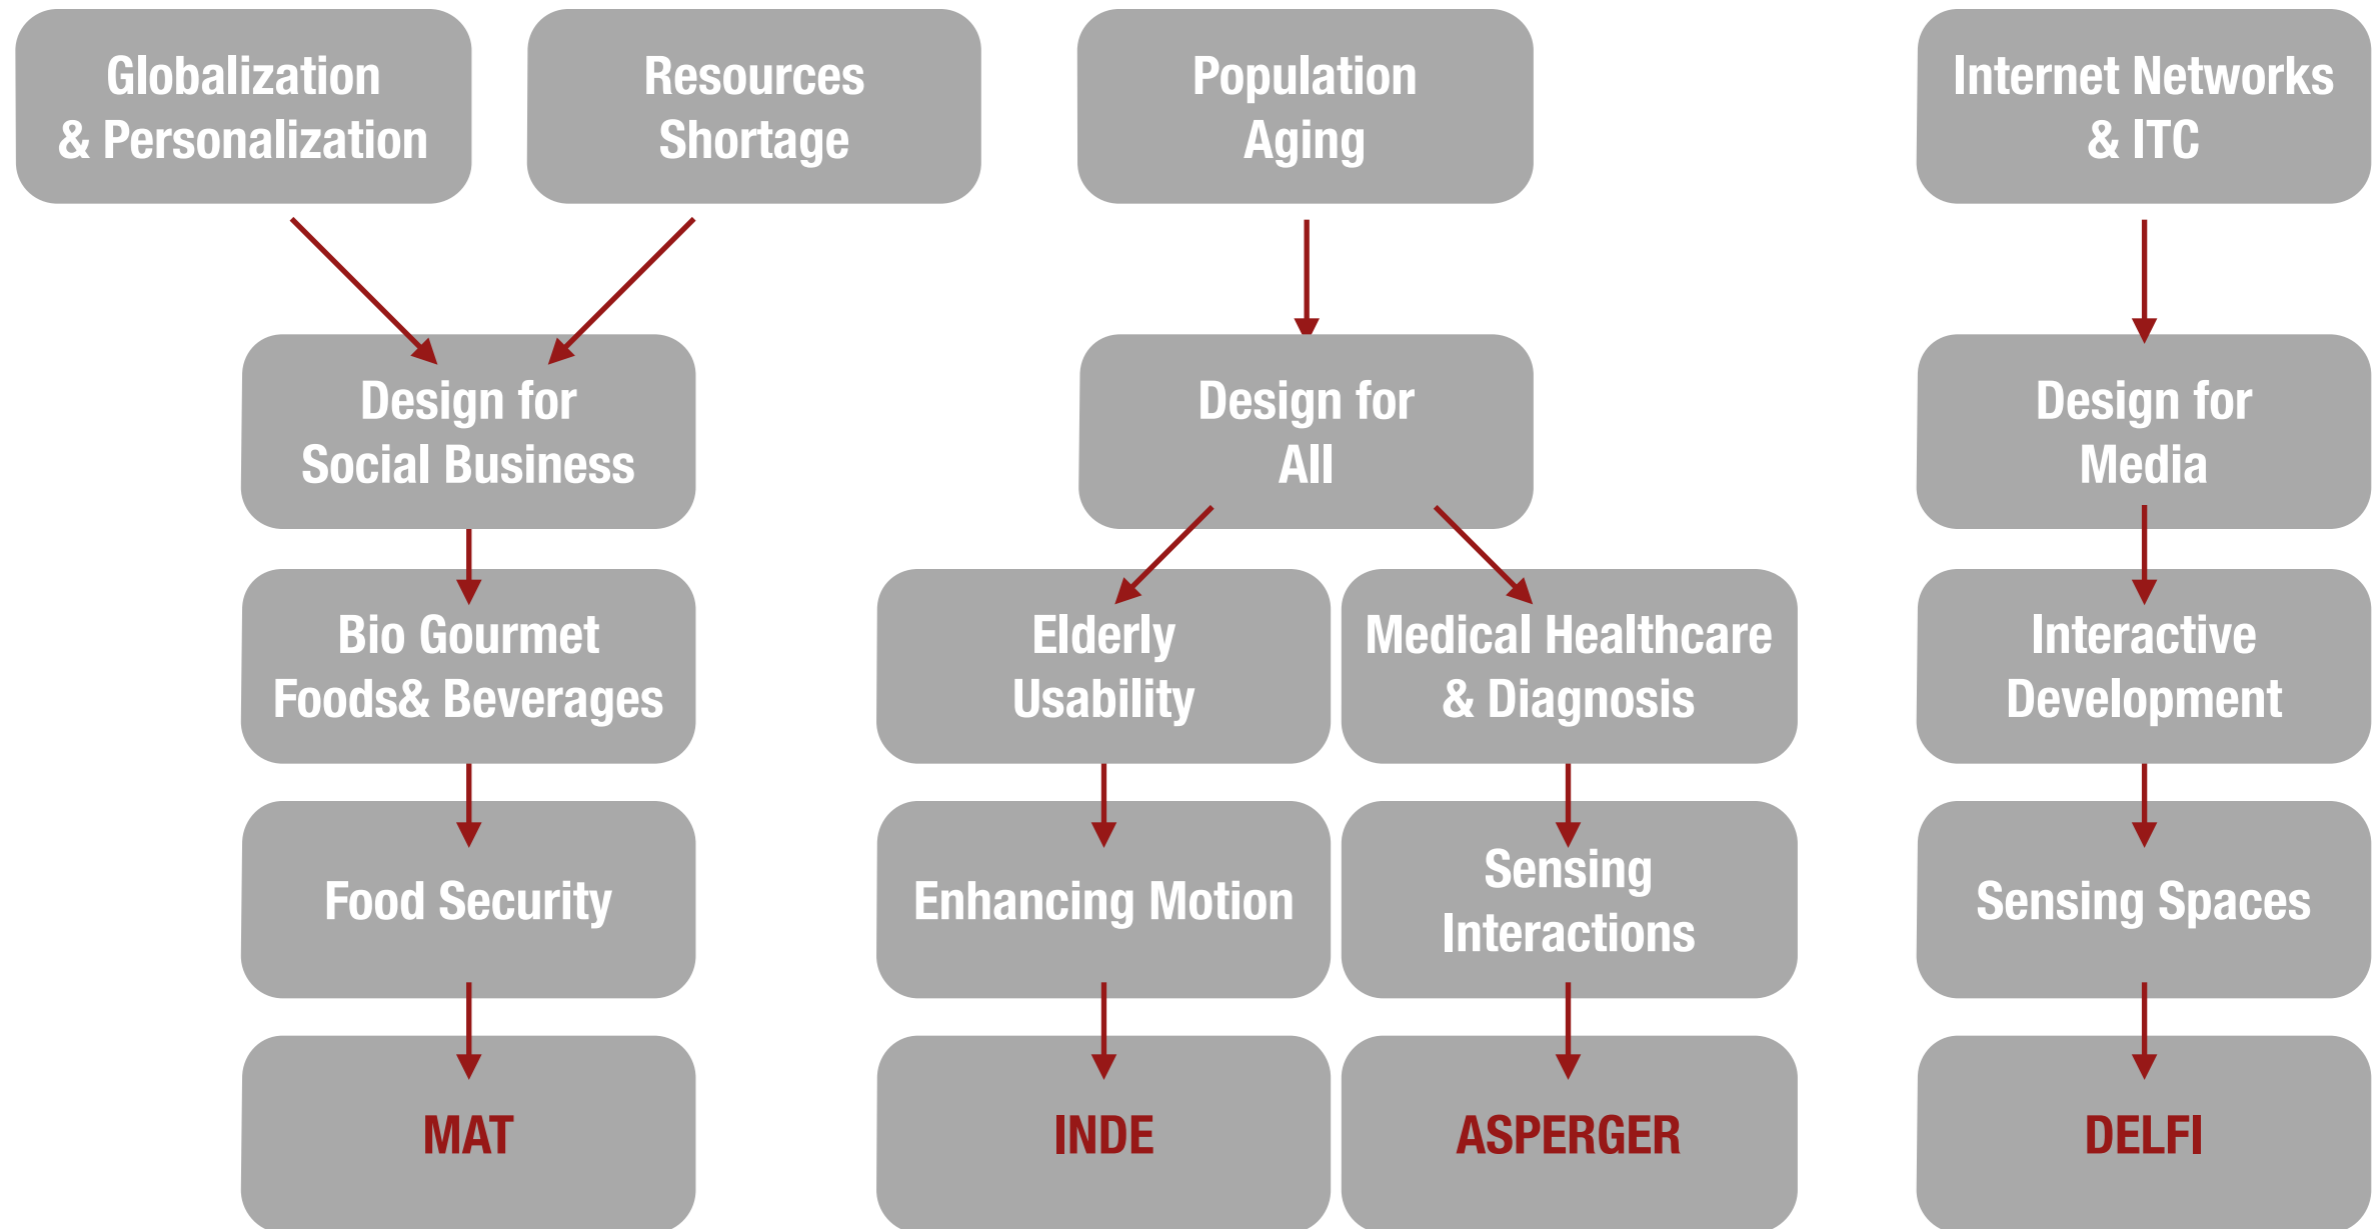 Globalization
& Personalization
Resources
Shortage
Population
Aging
Internet Networks
& ITC
Design for
Social Business
Design for
All
Design for
Media
Bio Gourmet
Foods& Beverages
Elderly
Usability
Medical Healthcare
& Diagnosis
Interactive
Development
Food Security
Enhancing Motion
Sensing
Interactions
Sensing Spaces
MAT
INDE
ASPERGER
DELFI